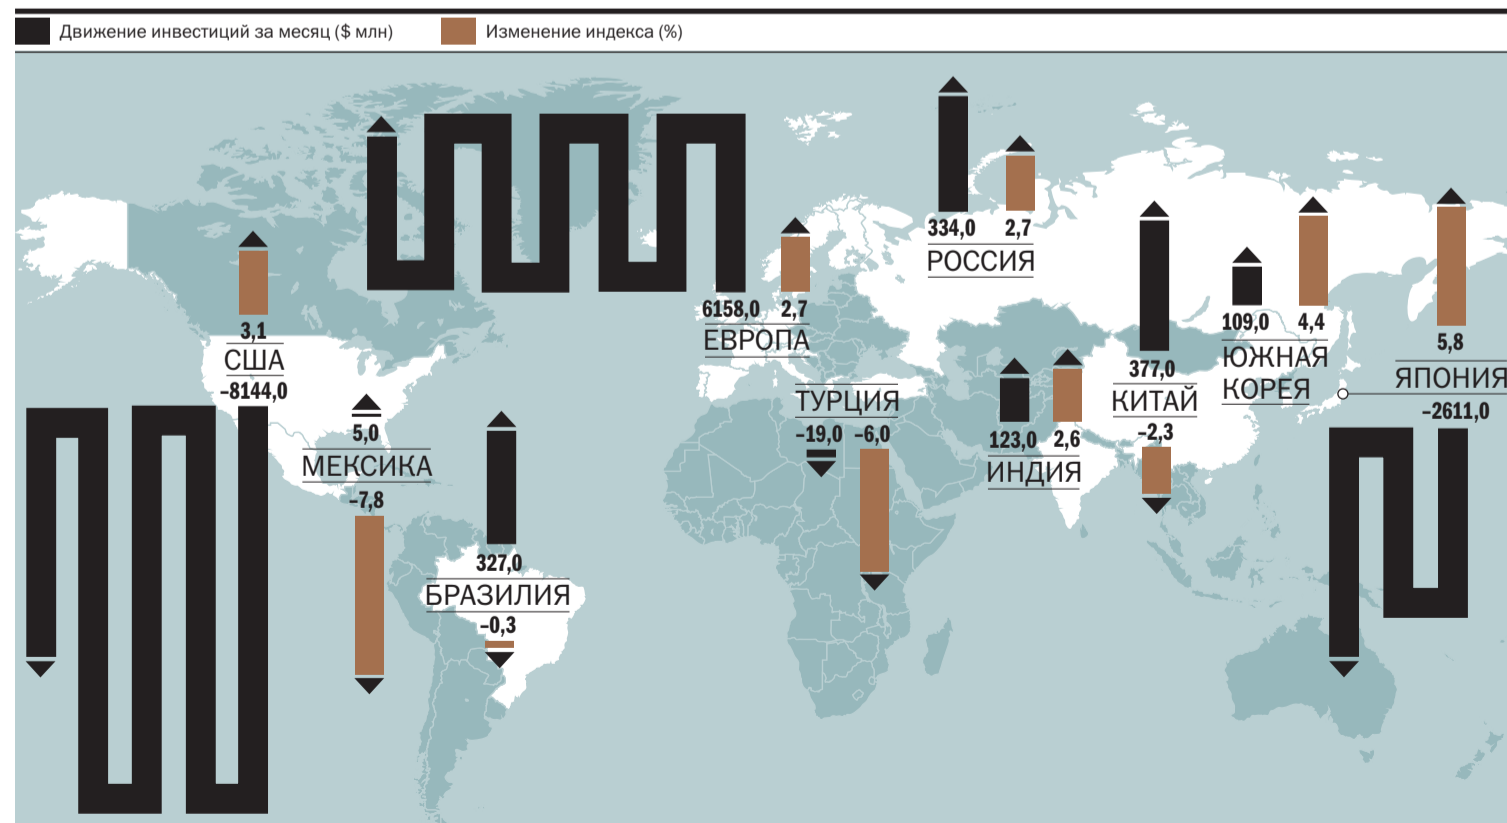 Движение инвестиций за месяц ($ млн)
Изменение индекса (%)
3,1
США
–8144,0
5,0
МЕКСИКА
–7,8
327,0
БРАЗИЛИЯ
–0,3
6158,0 2,7
ЕВРОПА
ТУРЦИЯ
–19,0 –6,0
334,0 2,7
РОССИЯ
123,0 2,6
ИНДИЯ
377,0
КИТАЙ
–2,3
109,0 4,4
ЮЖНАЯ
КОРЕЯ
5,8
ЯПОНИЯ
–2611,0